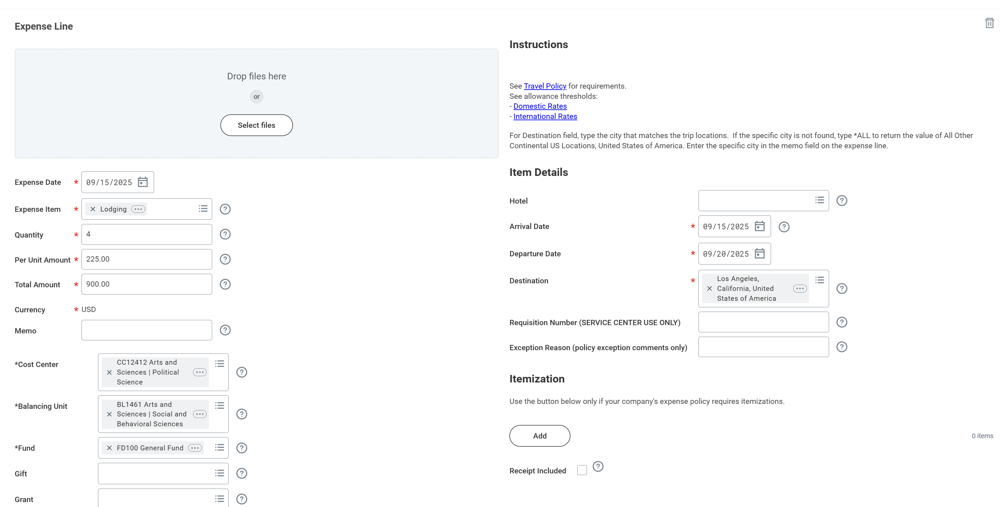 Expense Line
Drop files here
or
Select files
Expense Date * 09/15/2025
Expense Item * Lodging
Quantity * 4
Per Unit Amount * 225.00
Total Amount * 900.00
Currency * USD
Memo
*Cost Center
CC12412 Arts and
Sciences | Political
Science
*Balancing Unit
BL1461 Arts and
Sciences | Social and
Behavioral Sciences
*Fund FD100 General Fund
Gift
Grant
Instructions
See Travel Policy for requirements.
See allowance thresholds:
- Domestic Rates
- International Rates
For Destination field, type the city that matches the trip locations.  If the specific city is not found, type *ALL to return the value of All Other
Continental US Locations, United States of America. Enter the specific city in the memo field on the expense line.
Item Details
Hotel
Arrival Date * 09/15/2025
Departure Date * 09/20/2025
Destination *
Los Angeles,
California, United
States of America
Requisition Number (SERVICE CENTER USE ONLY)
Exception Reason (policy exception comments only)
Itemization
Use the button below only if your company's expense policy requires itemizations.
Add
0 items
Receipt Included